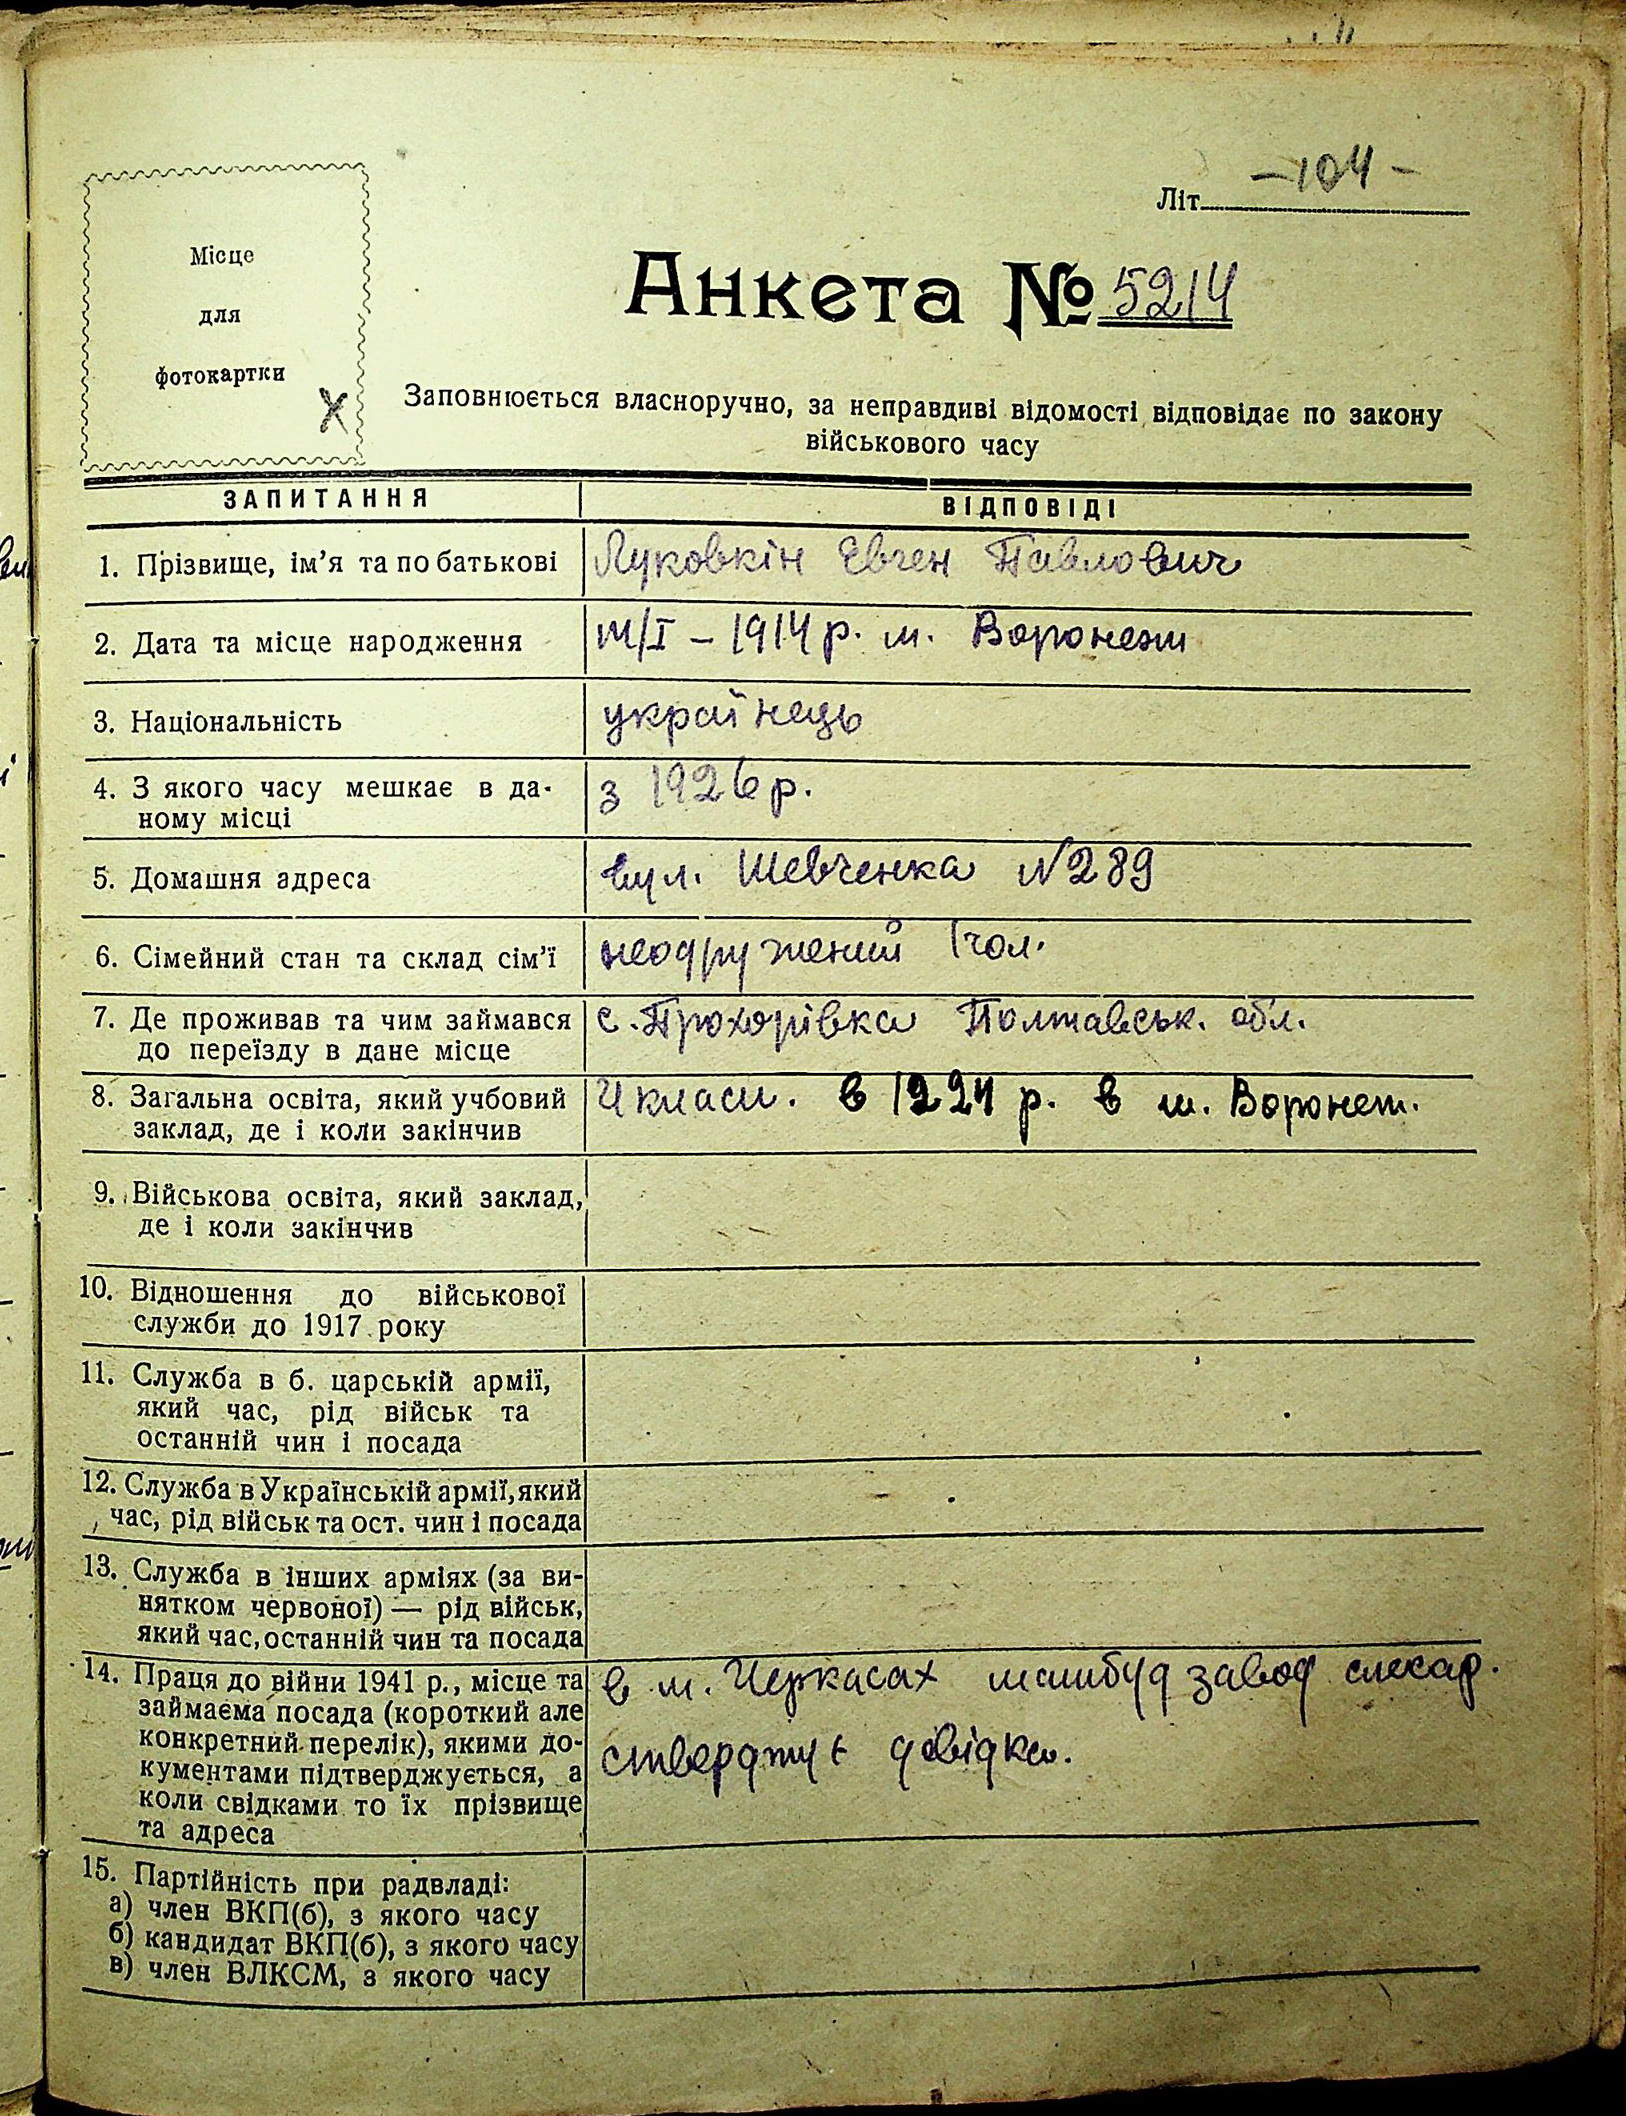 Літ. -104-
Місце
для
фотокартки
Х
Анкета № 5214
Заповнюється власноручно, за неправдиві відомості відповідає по закону
військового часу
ЗАПИТАННЯ ВІДПОВІДІ
1. Прізвище, ім’я та по батькові Луковкін Евген Павлович
2. Дата та місце народження /I – 1914 р. м. Воронеж
3. Національність українець
4. З якого часу мешкає в да- з 1926 р.
ному місці
5. Домашня адреса вул. Шевченка №289
6. Сімейний стан та склад сім’ї неодружений 1 чол.
7. Де проживав та чим займався с. Прохорівка Полтавськ. обл.
до переїзду в дане місце
8. Загальна освіта, який учбовий 4 класи. в р. в м. Воронеж.
заклад, де і коли закінчив
9. Військова освіта, який заклад,
де і коли закінчив
10. Відношення до військової
служби до 1917 року
11. Служба в б. царській армії,
який час, рід військ та
останній чин і посада
12. Служба в Українській армії, який
час, рід військ та ост. чин і посада
13. Служба в інших арміях (за ви-
нятком червоної) — рід військ,
який час, останній чин та посада
14. Праця до війни 1941 р., місце та в м. Черкасах машбуд завод слюсар.
займаєма посада (короткий але
конкретний перелік), якими до- стверджує довідка.
кументами підтверджується, а
коли свідками то їх прізвище
та адреса
15. Партійність при радвладі:
а) член ВКП(б), з якого часу
б) кандидат ВКП(б), з якого часу
в) член ВЛКСМ, з якого часу